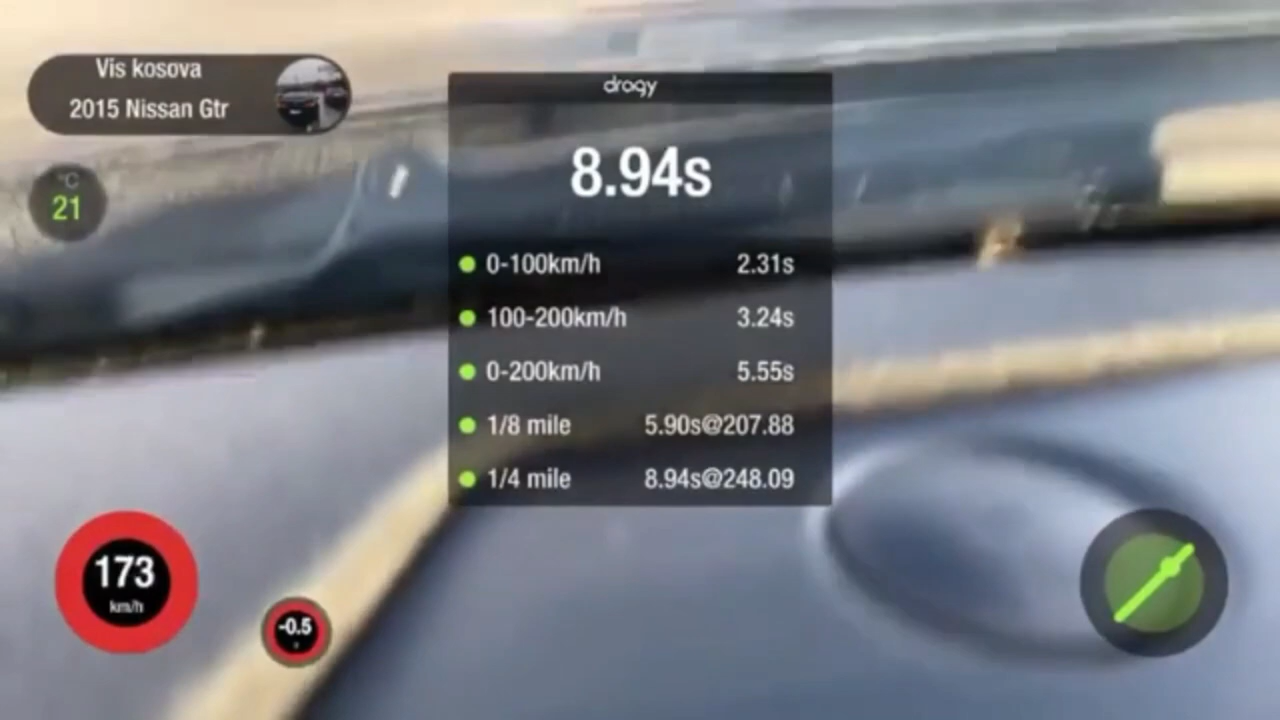 Vis kosova
2015 Nissan Gtr
°C
21
dragy
8.94s
0-100km/h 2.31s
100-200km/h 3.24s
0-200km/h 5.55s
1/8 mile 5.90s@207.88
1/4 mile 8.94s@248.09
173
km/h
-0.5